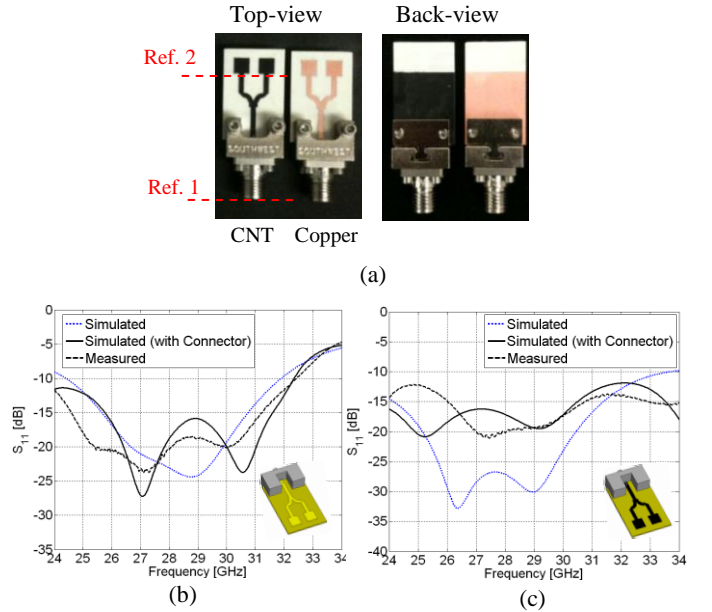 Top-view Back-view
Ref. 2
SOUTHWEST SOUTHWEST
Ref. 1
CNT Copper
(a)
Simulated
Simulated (with Connector)
Measured
S11 [dB]
0
-5
-10
-15
-20
-25
-30
-35
24 25 26 27 28 29 30 31 32 33 34
Frequency [GHz]
(b)
Simulated
Simulated (with Connector)
Measured
S11 [dB]
0
-5
-10
-15
-20
-25
-30
-35
-40
24 25 26 27 28 29 30 31 32 33 34
Frequency [GHz]
(c)